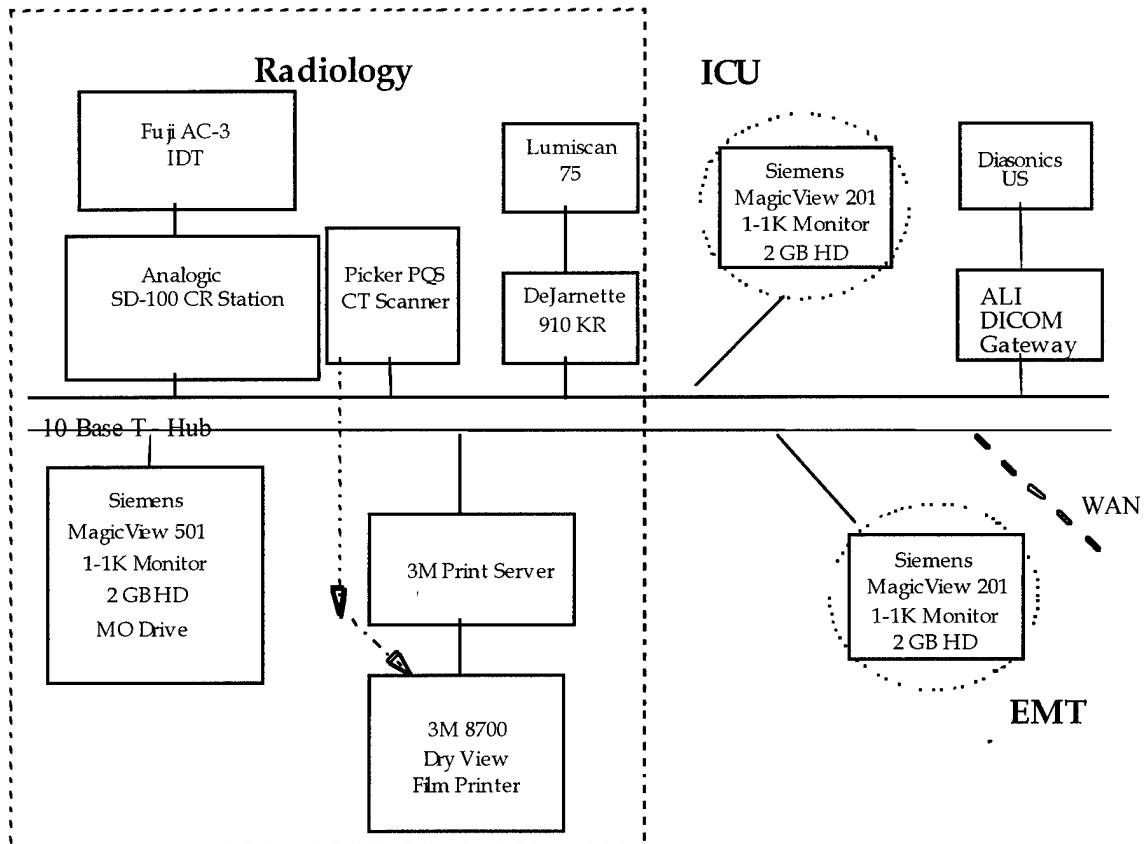 Radiology
ICU
Fuji AC-3
IDT
Lumiscan
75
Siemens
MagicView 201
1-1K Monitor
2 GB HD
Diasonics
US
Analogic
SD-100 CR Station
Picker PQS
CT Scanner
DeJarnette
910 KR
ALI
DICOM
Gateway
10 Base T - Hub
Siemens
MagicView 501
1-1K Monitor
2 GB HD
MO Drive
3M Print Server
WAN
Siemens
MagicView 201
1-1K Monitor
2 GB HD
3M 8700
Dry View
Film Printer
EMT